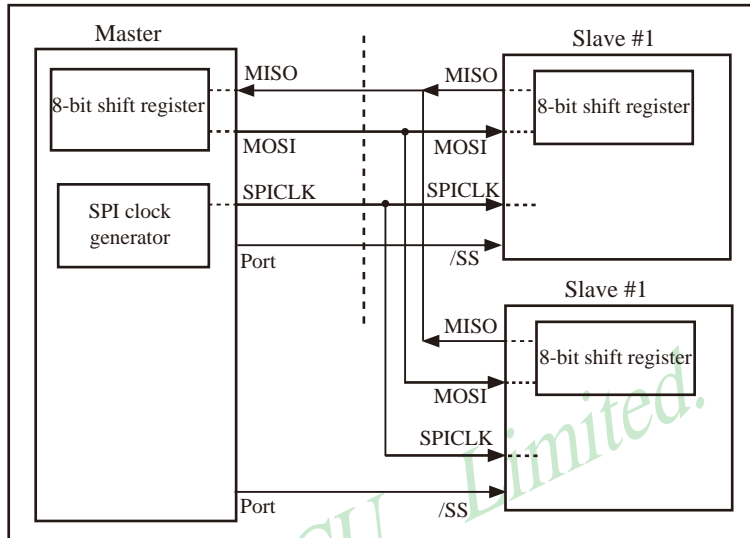 Master
Slave #1
MISO
MISO
8-bit shift register
8-bit shift register
MOSI
MOSI
SPICLK
SPICLK
SPI clock
generator
Port
/SS
Slave #1
MISO
8-bit shift register
MOSI
SPICLK
Port
/SS
Limited.